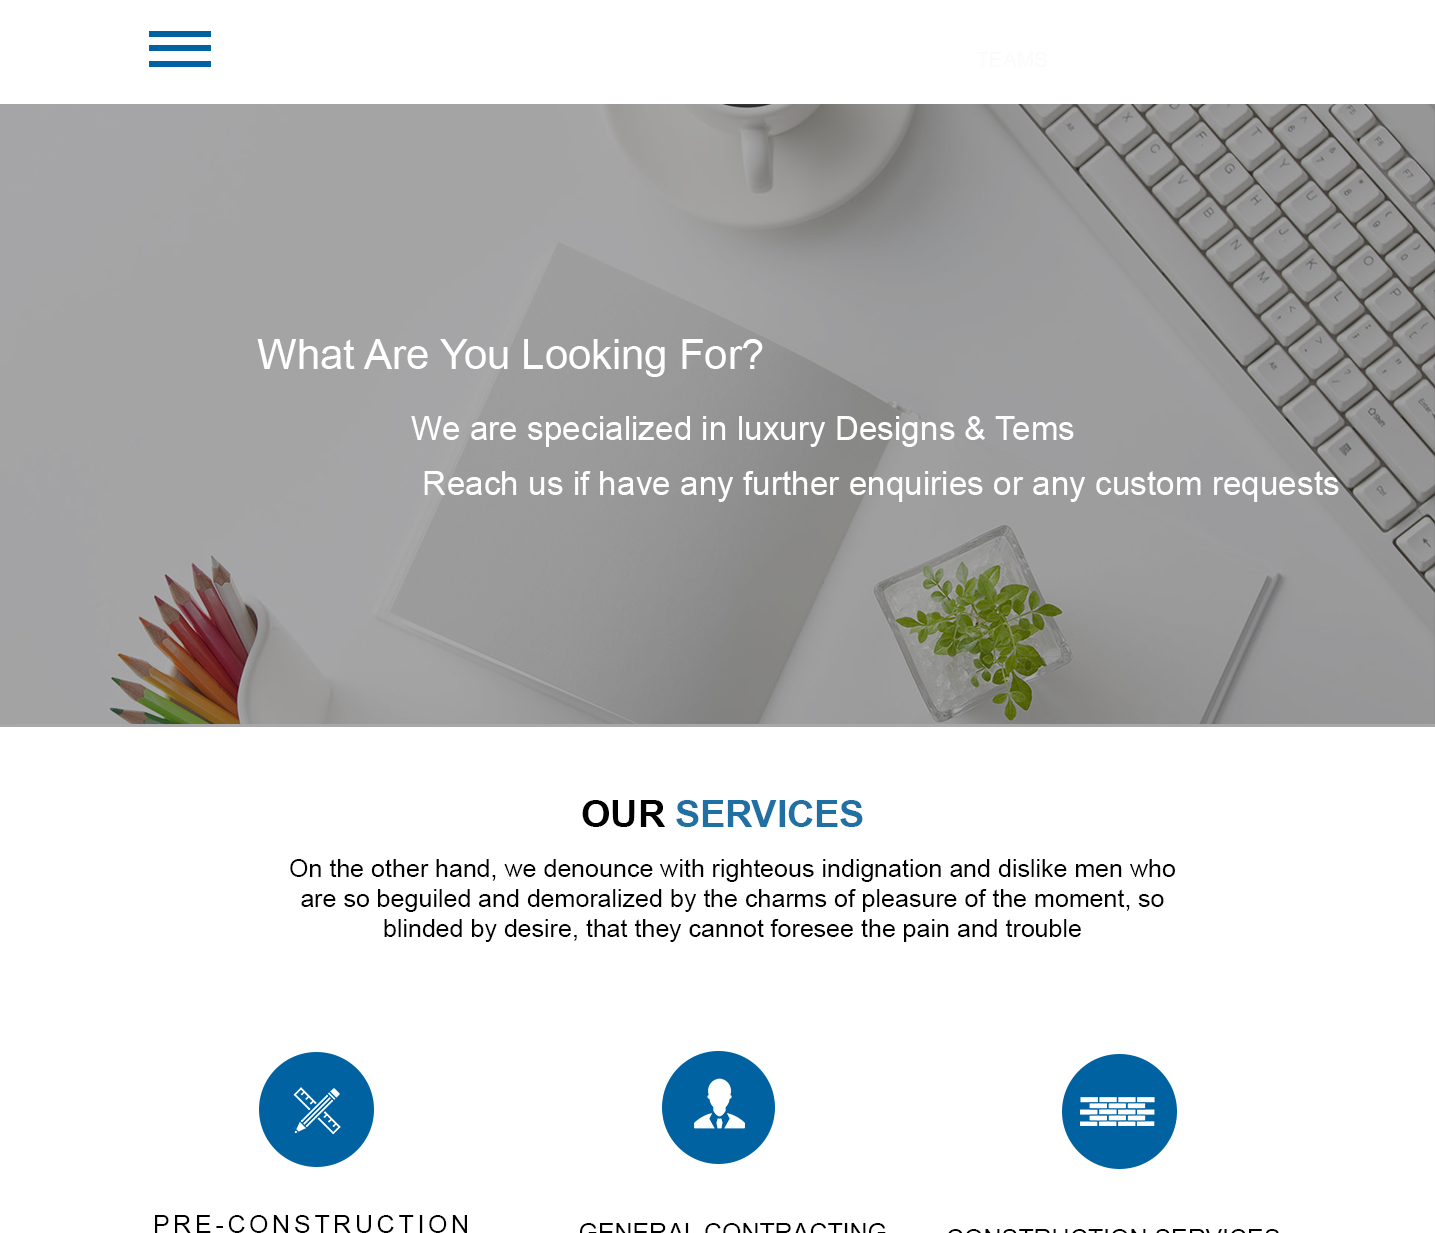 TEAMS
What Are You Looking For?
We are specialized in luxury Designs & Tems
Reach us if have any further enquiries or any custom requests
OUR SERVICES
On the other hand, we denounce with righteous indignation and dislike men who
are so beguiled and demoralized by the charms of pleasure of the moment, so
blinded by desire, that they cannot foresee the pain and trouble
PRE-CONSTRUCTION
GENERAL CONTRACTING
CONSTRUCTION SERVICES